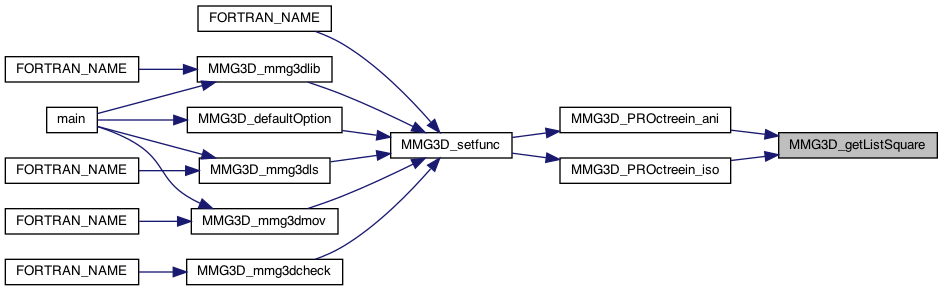 FORTRAN_NAME
FORTRAN_NAME
MMG3D_mmg3dlib
main
MMG3D_defaultOption
MMG3D_PROctreein_ani
MMG3D_setfunc
MMG3D_getListSquare
FORTRAN_NAME
MMG3D_mmg3dls
MMG3D_PROctreein_iso
FORTRAN_NAME
MMG3D_mmg3dmov
FORTRAN_NAME
MMG3D_mmg3dcheck